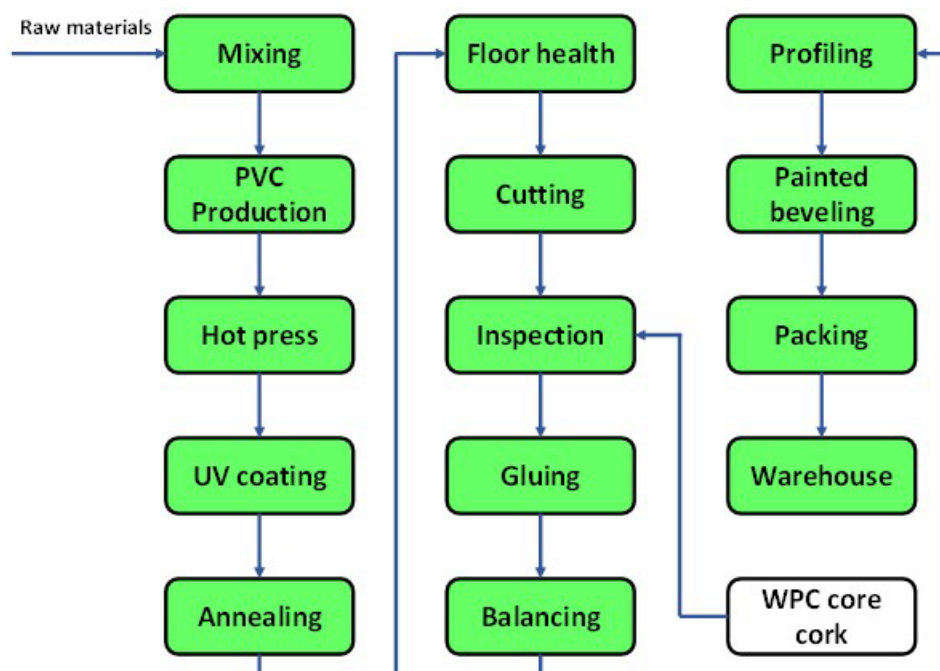 Raw materials
Mixing
PVC
Production
Hot press
UV coating
Annealing
Floor health
Cutting
Inspection
Gluing
Balancing
Profiling
Painted
beveling
Packing
Warehouse
WPC core
cork